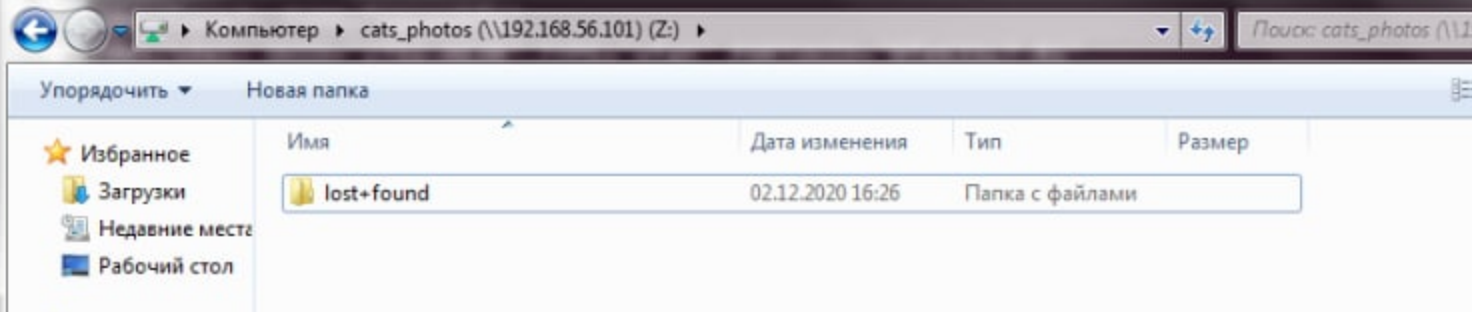 Компьютер cats_photos (\\192.168.56.101) (Z:) Поиск: cats_photos (\\1
Упорядочить Новая папка
Имя Дата изменения Тип Размер
Избранное
lost+found 02.12.2020 16:26 Папка с файлами
Загрузки
Недавние места
Рабочий стол